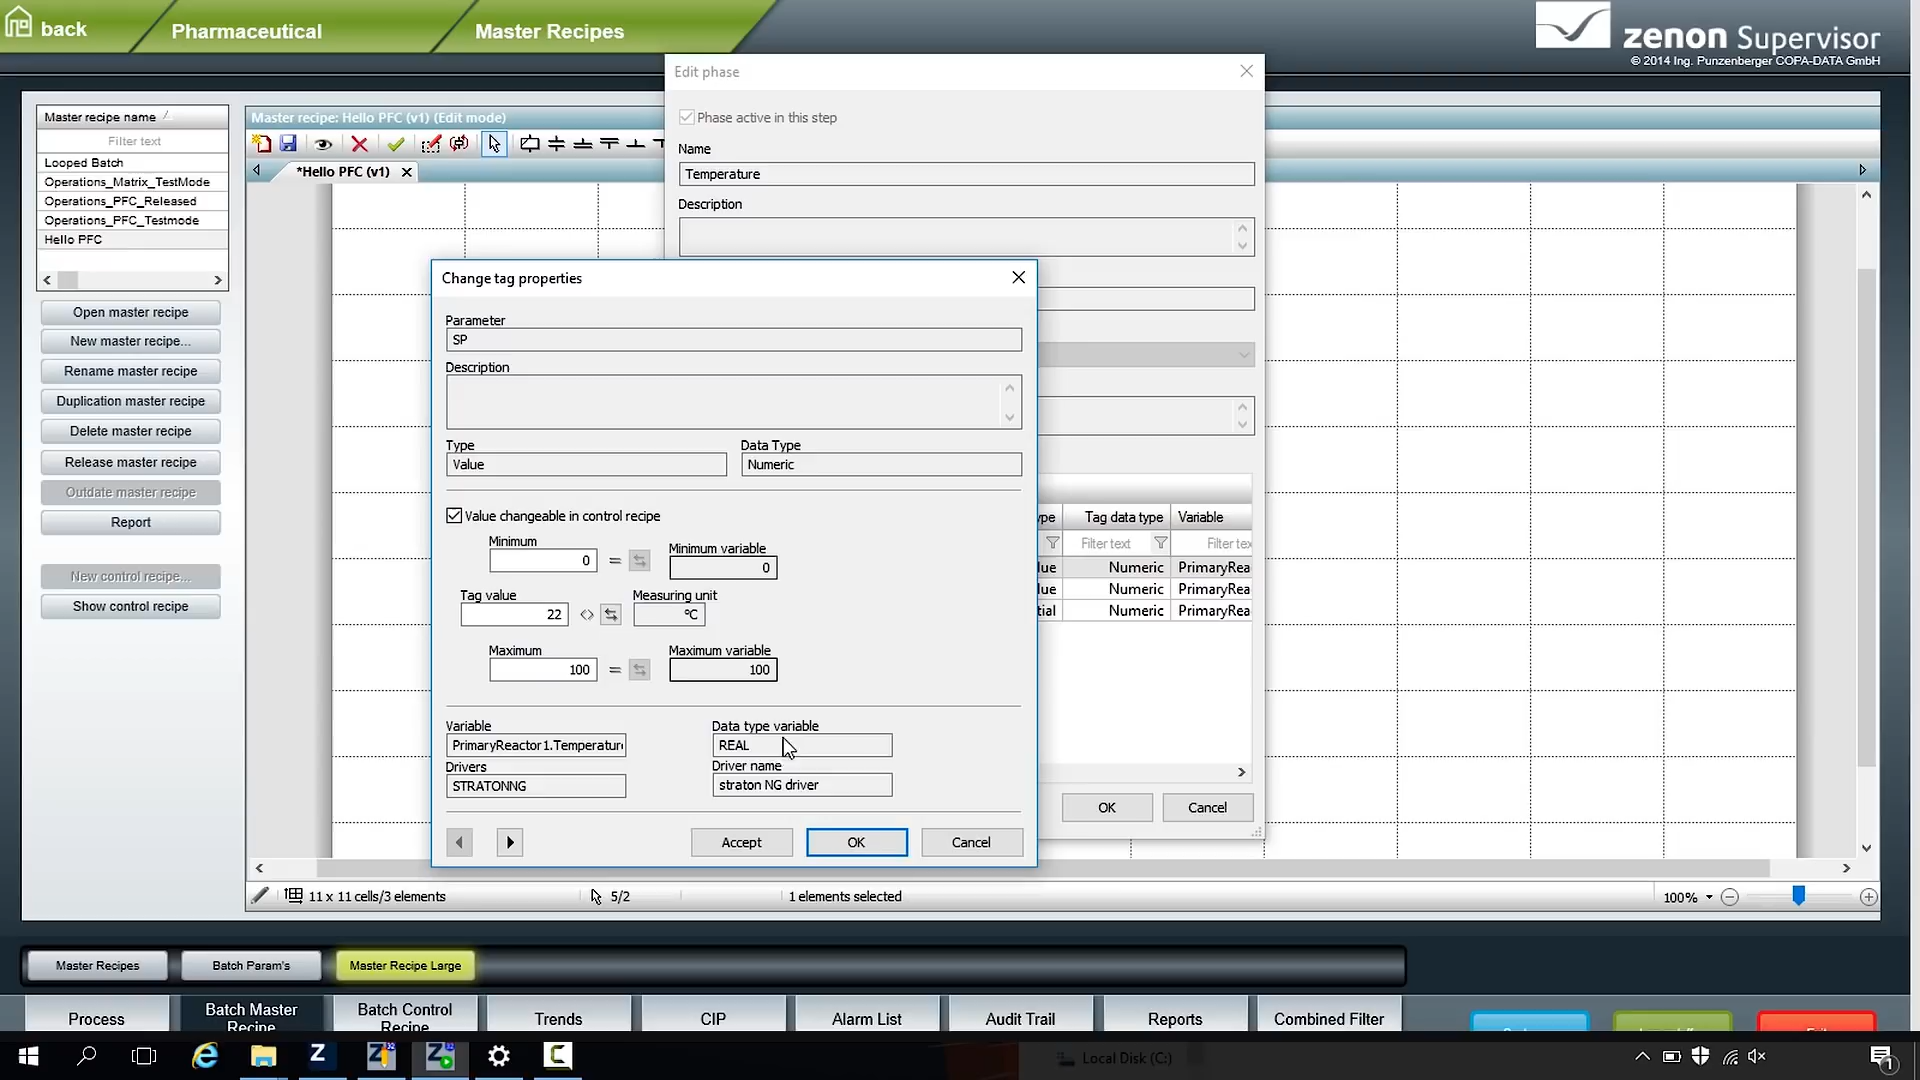 back
Pharmaceutical
Master Recipes
zenon Supervisor
© 2014 Ing. Punzenberger COPA-DATA GmbH
Edit phase
Phase active in this step
Name
Temperature
Description
Master recipe name
Filter text
Looped Batch
Operations_Matrix_TestMode
Operations_PFC_Released
Operations_PFC_Testmode
Hello PFC
Master recipe: Hello PFC (v1) (Edit mode)
*Hello PFC (v1)
Open master recipe
New master recipe...
Rename master recipe
Duplication master recipe
Delete master recipe
Release master recipe
Outdate master recipe
Report
New control recipe...
Show control recipe
Change tag properties
Parameter
SP
Description
Type
Data Type
Value
Numeric
Value changeable in control recipe
Minimum
Minimum variable
0
=
0
Tag value
Measuring unit
22
<>
°C
Maximum
Maximum variable
100
=
100
Variable
Data type variable
PrimaryReactor1.Temperatur
REAL
Drivers
Driver name
STRATONNG
straton NG driver
Accept
OK
Cancel
Tag data type
Variable
Filter text
Filter tex
Numeric
PrimaryRea
Numeric
PrimaryRea
Numeric
PrimaryRea
OK
Cancel
11 x 11 cells/3 elements
5/2
1 elements selected
100%
Master Recipes
Batch Param's
Master Recipe Large
Process
Batch Master Recipe
Batch Control Recipe
Trends
CIP
Alarm List
Audit Trail
Reports
Combined Filter
Local Disk (C:)
1